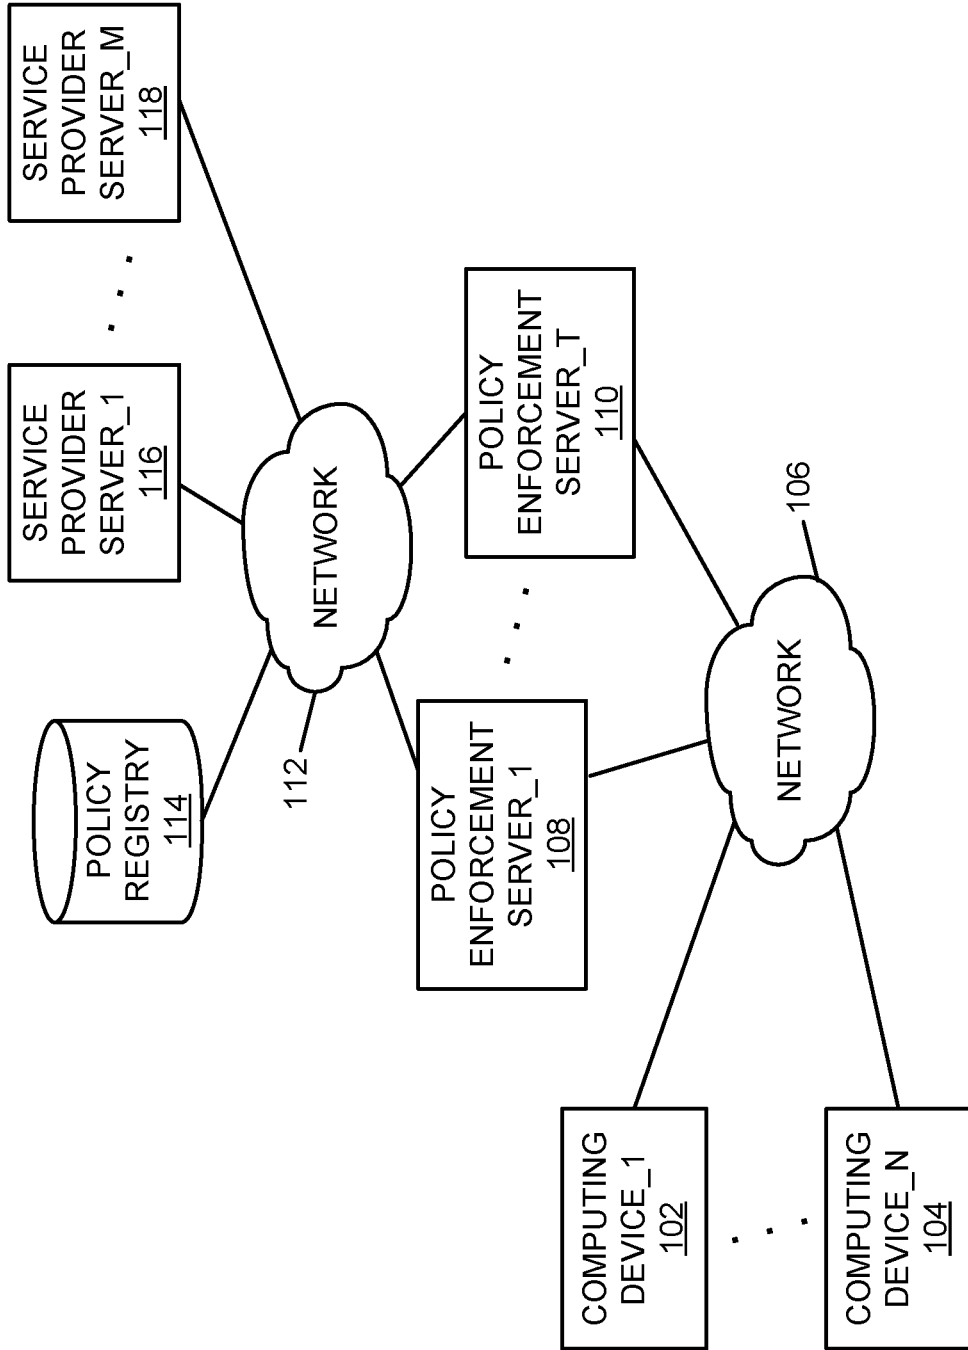 COMPUTING
DEVICE_1
102
COMPUTING
DEVICE_N
104
NETWORK
106
POLICY
ENFORCEMENT
SERVER_1
108
POLICY
ENFORCEMENT
SERVER_T
110
NETWORK
112
POLICY
REGISTRY
114
SERVICE
PROVIDER
SERVER_1
116
SERVICE
PROVIDER
SERVER_M
118